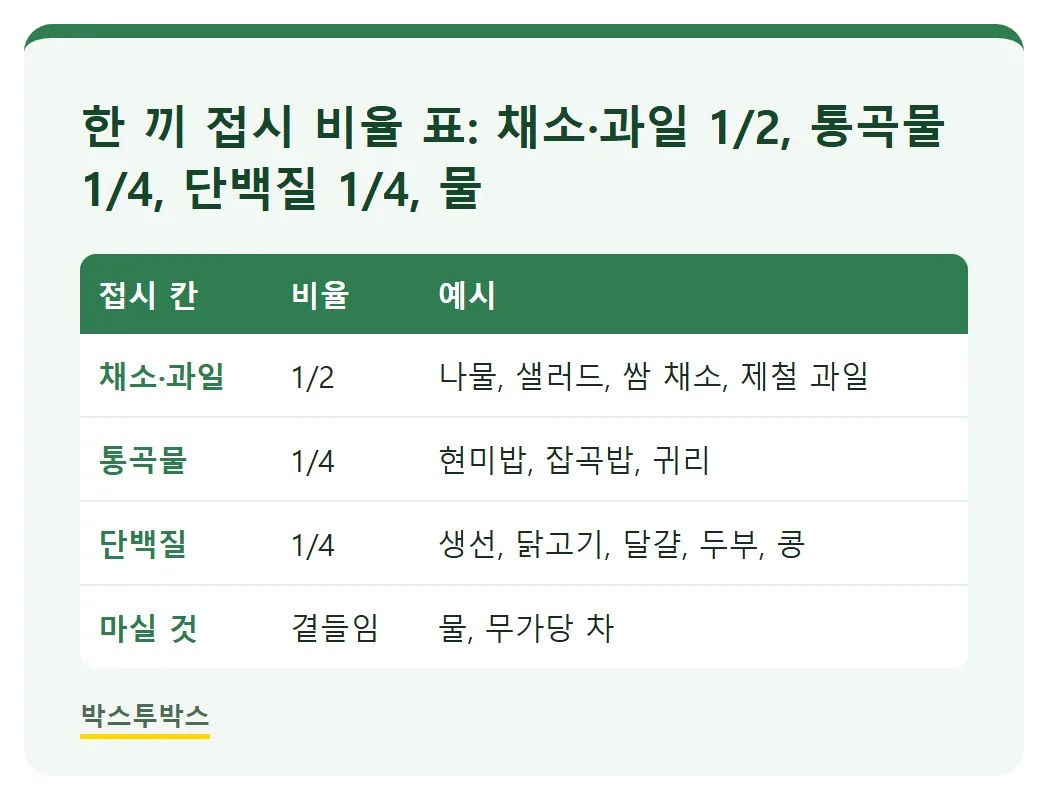 한 끼 접시 비율 표: 채소·과일 1/2, 통곡물
1/4, 단백질 1/4, 물
접시 칸 비율 예시
채소·과일 1/2 나물, 샐러드, 쌈 채소, 제철 과일
통곡물 1/4 현미밥, 잡곡밥, 귀리
단백질 1/4 생선, 닭고기, 달걀, 두부, 콩
마실 것 곁들임 물, 무가당 차
박스투박스